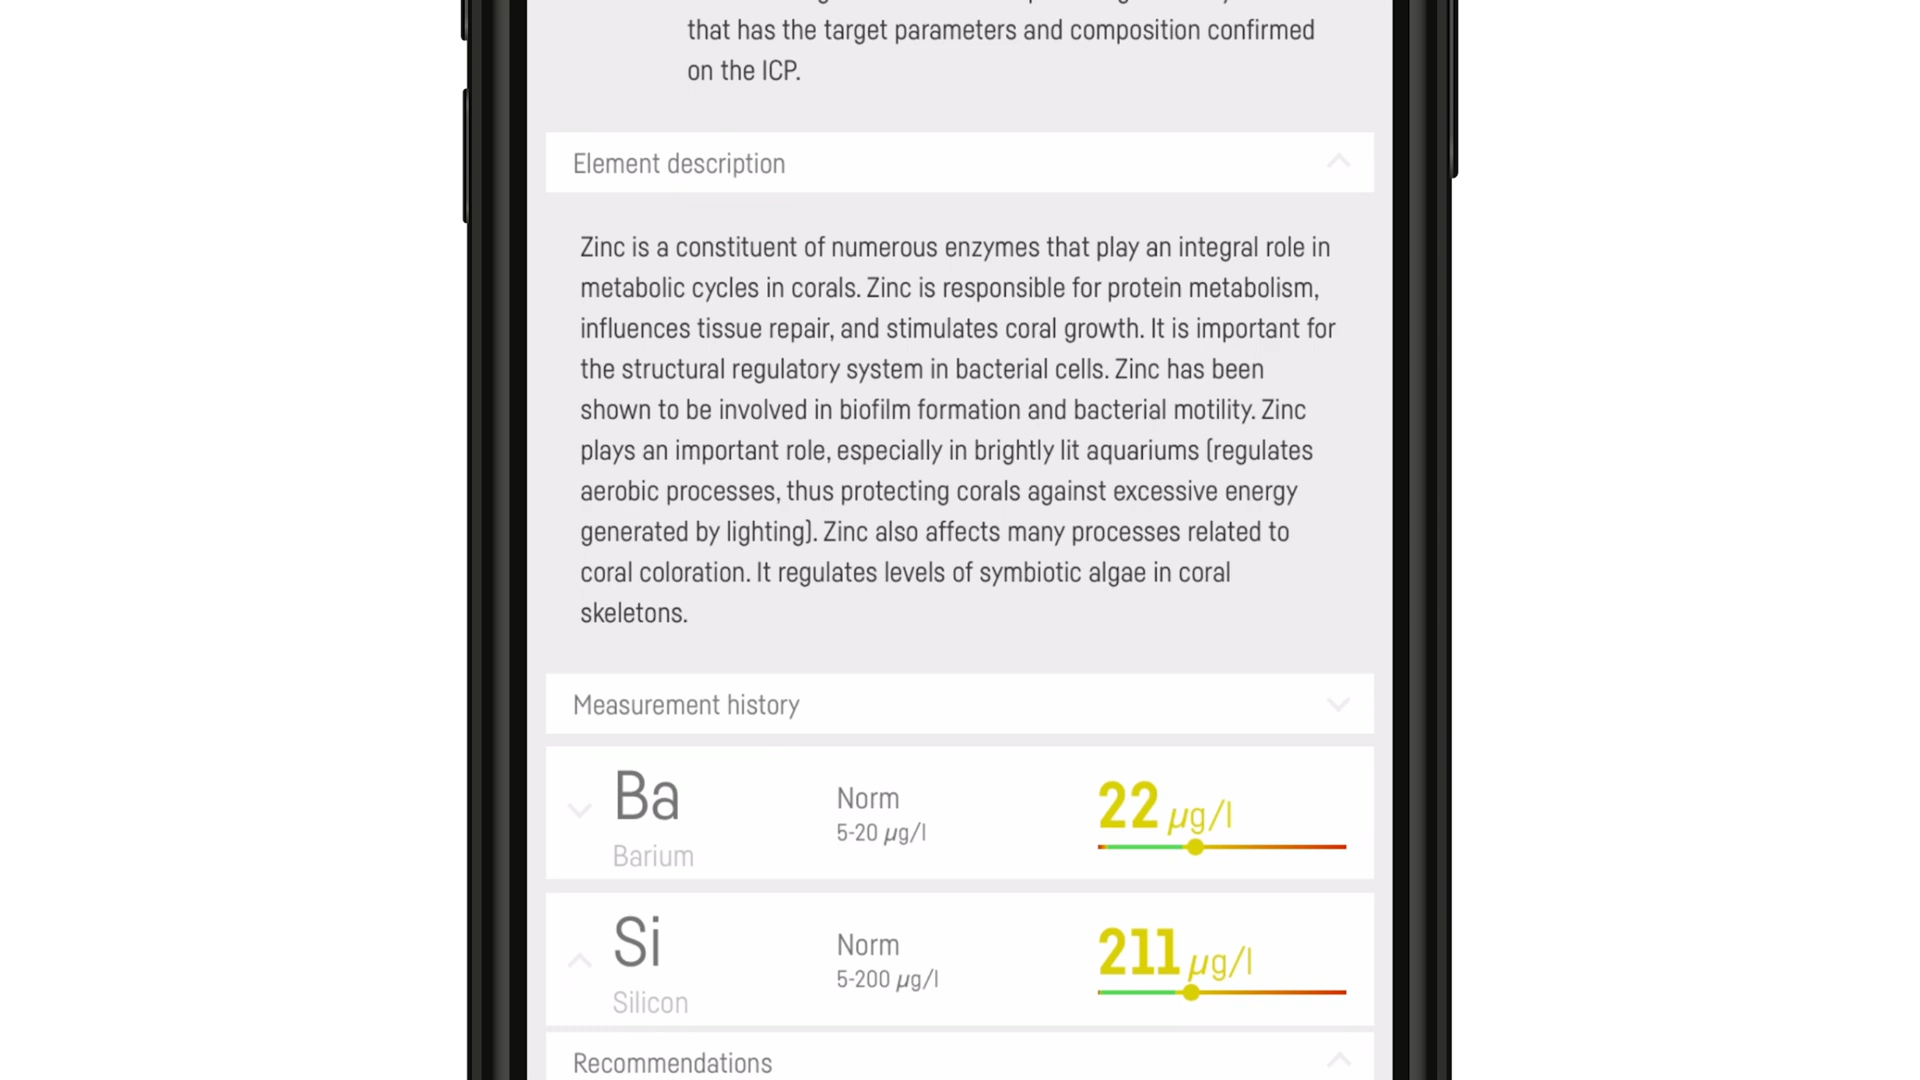 that has the target parameters and composition confirmed
on the ICP.
Element description
Zinc is a constituent of numerous enzymes that play an integral role in
metabolic cycles in corals. Zinc is responsible for protein metabolism,
influences tissue repair, and stimulates coral growth. It is important for
the structural regulatory system in bacterial cells. Zinc has been
shown to be involved in biofilm formation and bacterial motility. Zinc
plays an important role, especially in brightly lit aquariums (regulates
aerobic processes, thus protecting corals against excessive energy
generated by lighting). Zinc also affects many processes related to
coral coloration. It regulates levels of symbiotic algae in coral
skeletons.
Measurement history
Ba
Barium
Norm
5-20 µg/l
22 µg/l
Si
Silicon
Norm
5-200 µg/l
211 µg/l
Recommendations